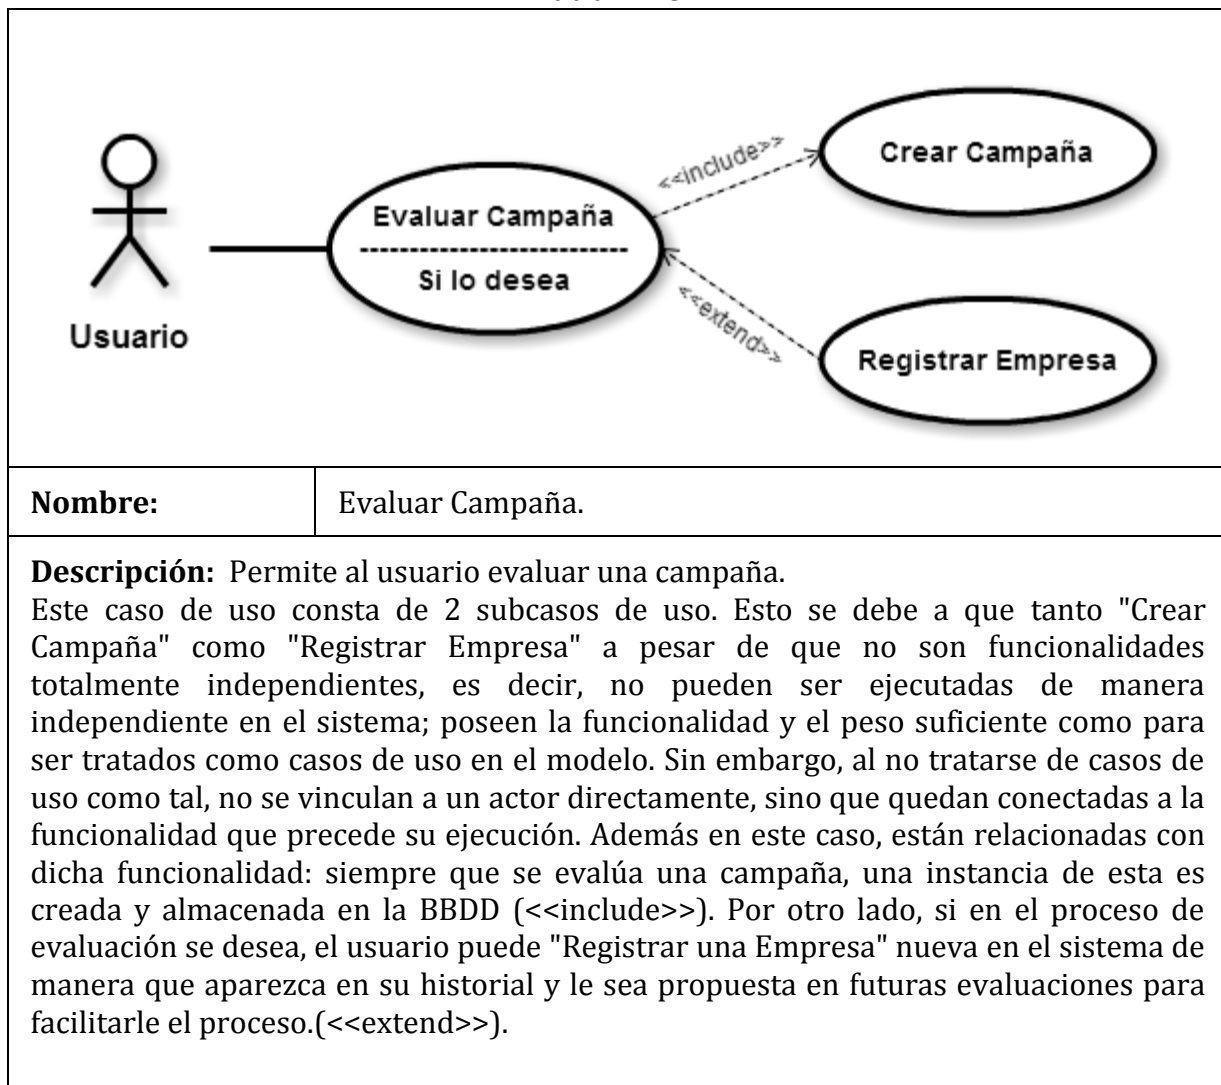 <<include>>
Crear Campaña
Evaluar Campaña
Si lo desea
<<extend>>
Usuario
Registrar Empresa
Nombre:
Evaluar Campaña.
Descripción: Permite al usuario evaluar una campaña.
Este caso de uso consta de 2 subcasos de uso. Esto se debe a que tanto "Crear
Campaña" como "Registrar Empresa" a pesar de que no son funcionalidades
totalmente independientes, es decir, no pueden ser ejecutadas de manera
independiente en el sistema; poseen la funcionalidad y el peso suficiente como para
ser tratados como casos de uso en el modelo. Sin embargo, al no tratarse de casos de
uso como tal, no se vinculan a un actor directamente, sino que quedan conectadas a la
funcionalidad que precede su ejecución. Además en este caso, están relacionadas con
dicha funcionalidad: siempre que se evalúa una campaña, una instancia de esta es
creada y almacenada en la BBDD (<<include>>). Por otro lado, si en el proceso de
evaluación se desea, el usuario puede "Registrar una Empresa" nueva en el sistema de
manera que aparezca en su historial y le sea propuesta en futuras evaluaciones para
facilitarle el proceso.(<<extend>>).